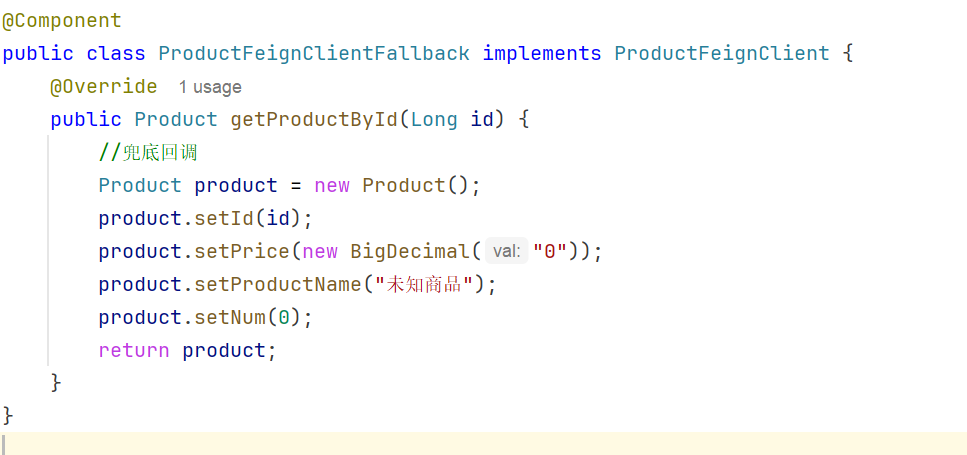 @Component
public class ProductFeignClientFallback implements ProductFeignClient {
    @Override  1 usage
    public Product getProductById(Long id) {
        //兜底回调
        Product product = new Product();
        product.setId(id);
        product.setPrice(new BigDecimal( val: "0"));
        product.setProductName("未知商品");
        product.setNum(0);
        return product;
    }
}